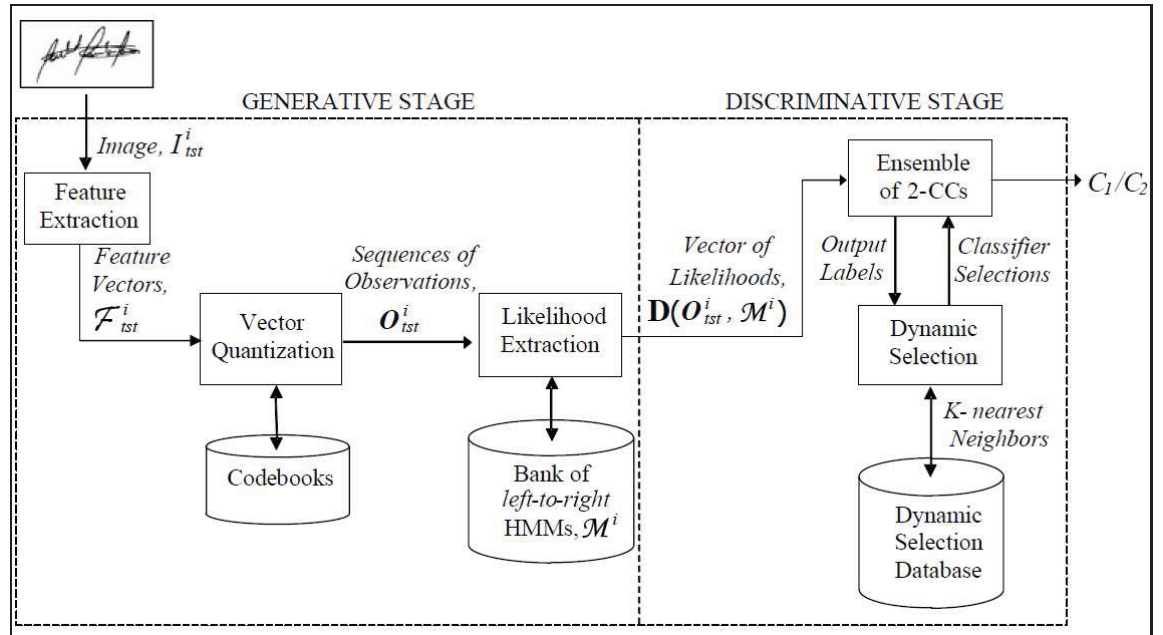 GENERATIVE STAGE
DISCRIMINATIVE STAGE
Image, I^i_tst
Feature
Extraction
Feature
Vectors,
ℱ^i_tst
Vector
Quantization
Codebooks
Sequences of
Observations,
O^i_tst
Likelihood
Extraction
Bank of
left-to-right
HMMs, ℳ^i
Vector of
Likelihoods,
D(O^i_tst, ℳ^i)
Ensemble
of 2-CCs
C_1/C_2
Output
Labels
Classifier
Selections
Dynamic
Selection
K- nearest
Neighbors
Dynamic
Selection
Database